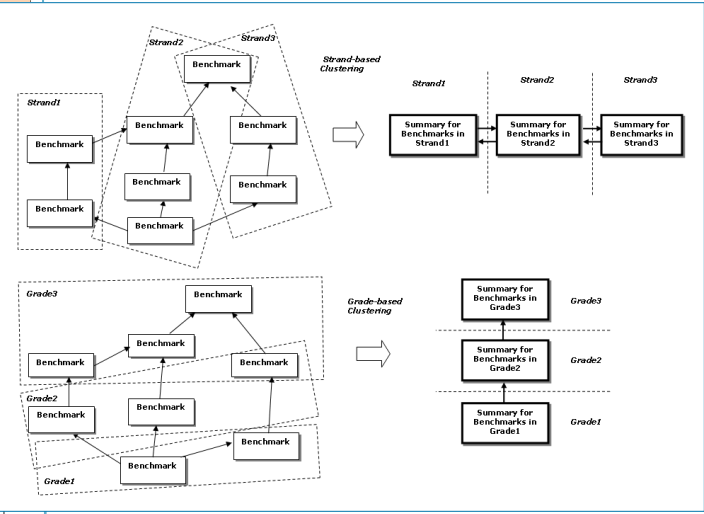 Strand2
Strand3
Benchmark
Strand1
Benchmark
Benchmark
Benchmark
Benchmark
Benchmark
Benchmark
Benchmark
Strand-based
Clustering
Strand1
Strand2
Strand3
Summary for
Benchmarks in
Strand1
Summary for
Benchmarks in
Strand2
Summary for
Benchmarks in
Strand3
Grade3
Benchmark
Benchmark
Benchmark
Benchmark
Grade2
Benchmark
Benchmark
Benchmark
Benchmark
Grade1
Grade-based
Clustering
Summary for
Benchmarks in
Grade3
Grade3
Summary for
Benchmarks in
Grade2
Grade2
Summary for
Benchmarks in
Grade1
Grade1